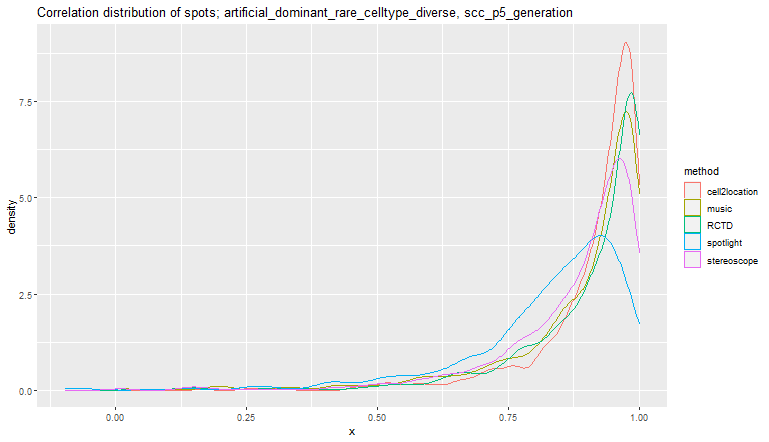 Correlation distribution of spots; artificial_dominant_rare_celltype_diverse, scc_p5_generation
7.5
5.0
2.5
0.0
density
0.00 0.25 0.50 0.75 1.00
x
method
cell2location
music
RCTD
spotlight
stereoscope